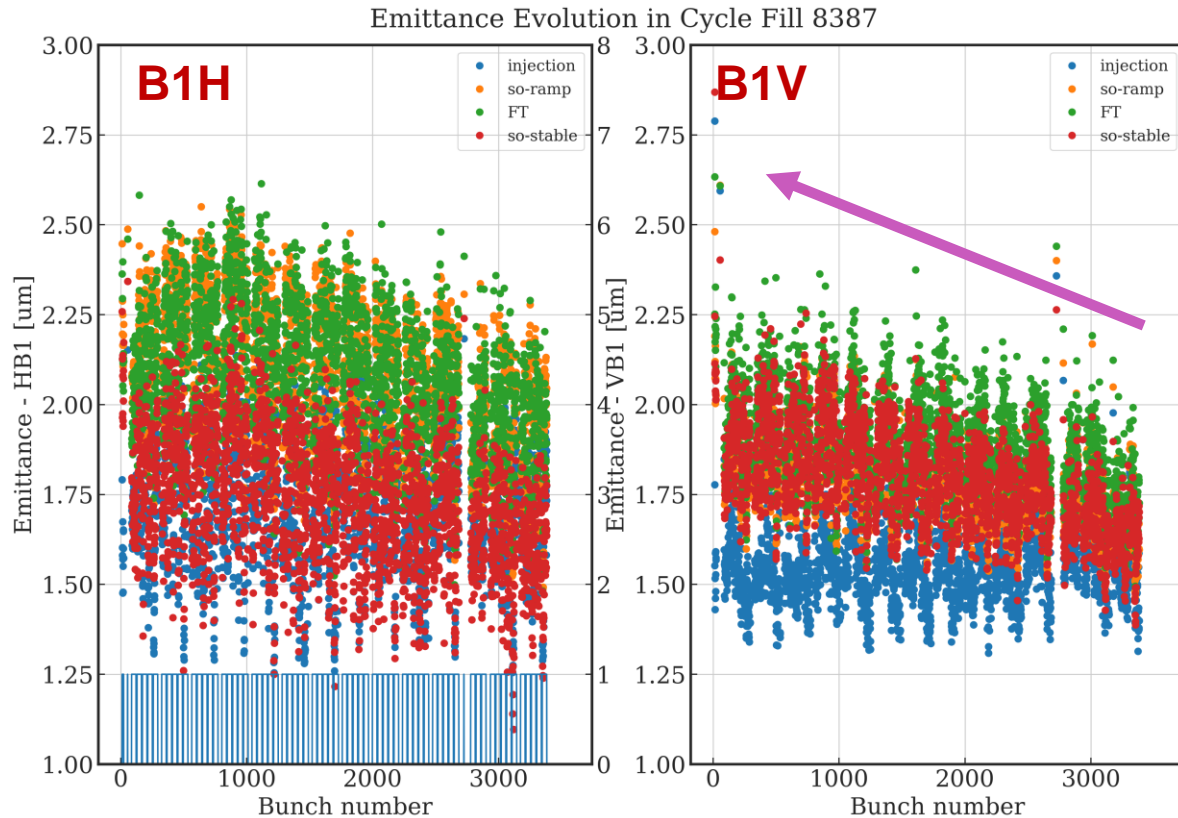 Emittance Evolution in Cycle Fill 8387
B1H
injection
so-ramp
FT
so-stable
3.00
2.75
2.50
2.25
2.00
1.75
1.50
1.25
1.00
Emittance - HB1 [um]
0
1000
2000
3000
Bunch number
8
7
6
5
4
3
2
1
0
B1V
injection
so-ramp
FT
so-stable
3.00
2.75
2.50
2.25
2.00
1.75
1.50
1.25
1.00
Emittance - VB1 [um]
0
1000
2000
3000
Bunch number